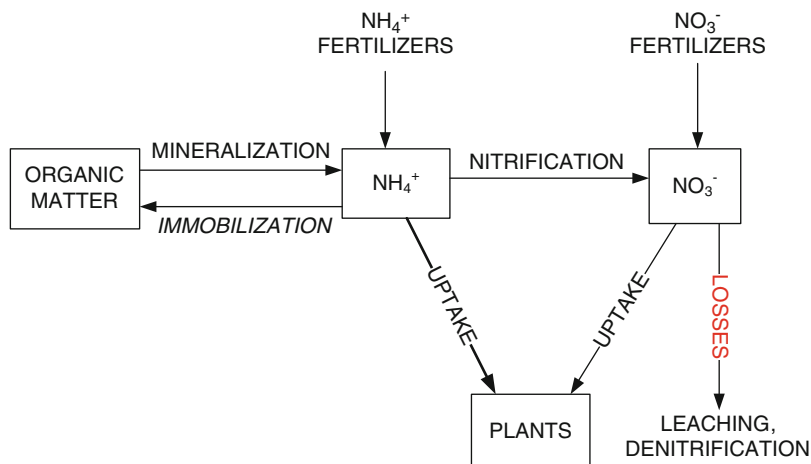 NH₄⁺
FERTILIZERS
NO₃⁻
FERTILIZERS
ORGANIC
MATTER
MINERALIZATION
IMMOBILIZATION
NH₄⁺
NITRIFICATION
NO₃⁻
UPTAKE
UPTAKE
LOSSES
PLANTS
LEACHING,
DENITRIFICATION